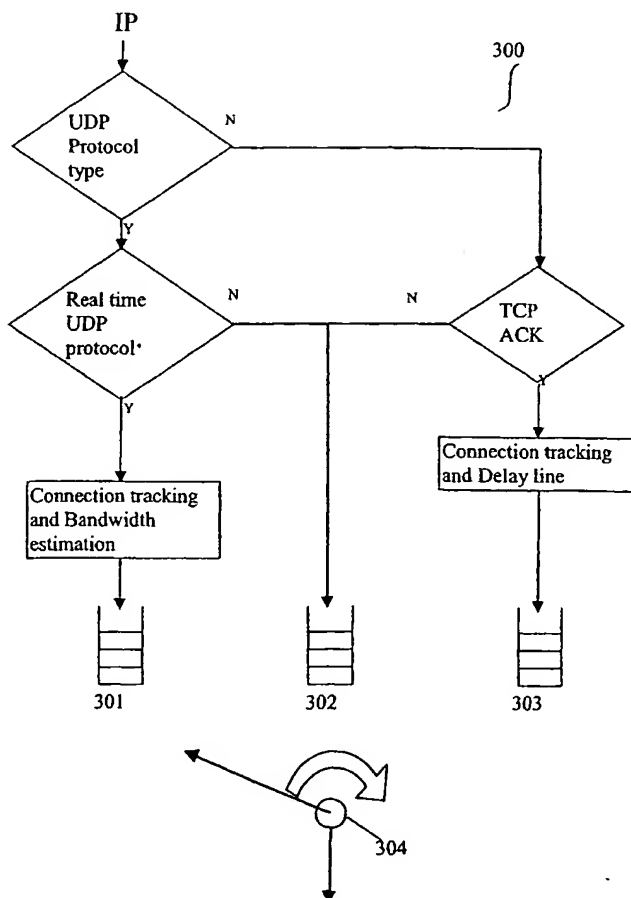 IP
300
UDP
Protocol
type
N
Y
Real time
UDP
protocol
N
N
TCP
ACK
Y
Y
Connection tracking
and Delay line
Connection tracking
and Bandwidth
estimation
301
302
303
304